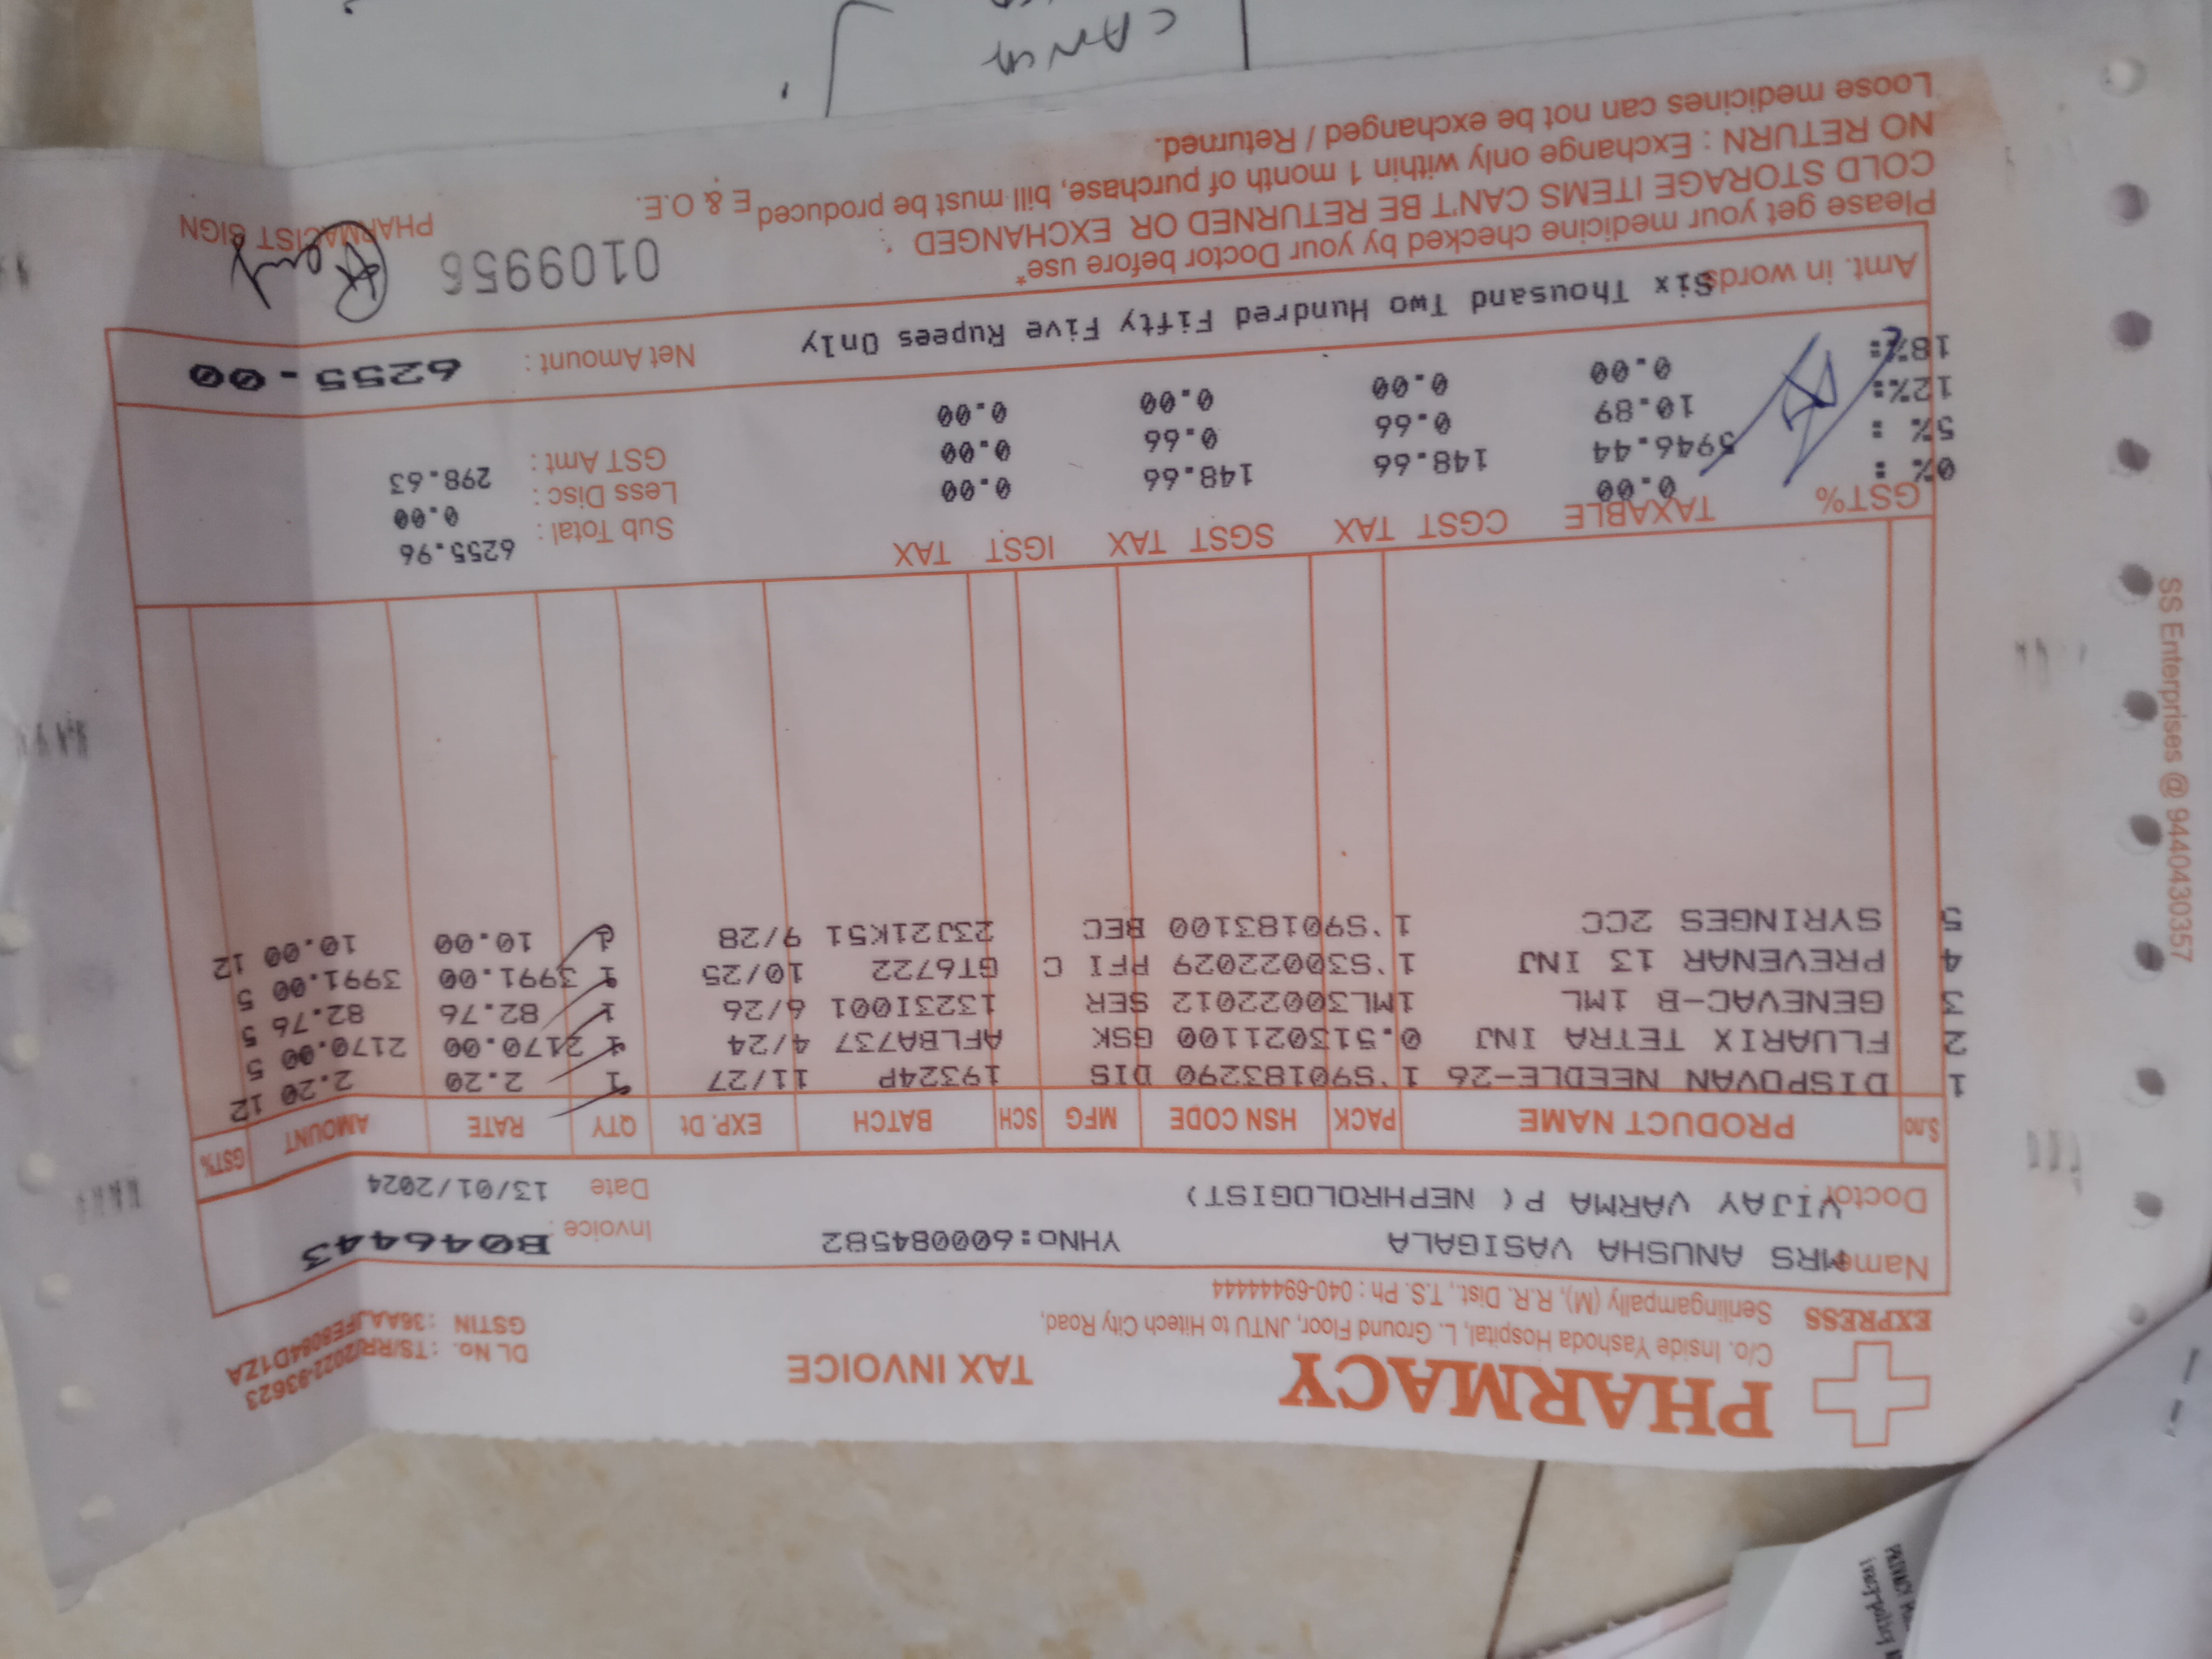 PHARMACY
EXPRESS
TAX INVOICE
C/o. Inside Yashoda Hospital, L. Ground Floor, JNTU to Hitech City Road,
Serilingampally (M), R.R. Dist., T.S. Ph : 040-69444444
DL No. : TS/RR/2022-93623
GSTIN : 36AAJFE8084D1ZA
Name MRS ANUSHA VASIGALA YHNo:600084582 Invoice : B046443
Doctor VIJAY VARMA P( NEPHROLOGIST) Date 13/01/2024
S.no PRODUCT NAME PACK HSN CODE MFG SCH BATCH EXP. Dt QTY RATE AMOUNT GST%
1 DISPOVAN NEEDLE-26 1`S90183290 DIS 19324P 11/27 1 2.20 2.20 12
2 FLUARIX TETRA INJ 0.513021100 GSK AFLBA737 4/24 1 2170.00 2170.00 5
3 GENEVAC-B 1ML 1ML30022012 SER 1323I001 6/26 1 82.76 82.76 5
4 PREVENAR 13 INJ 1`S30022029 PFI C GT6722 10/25 1 3991.00 3991.00 5
5 SYRINGES 2CC 1`S90183100 BEC 23J21K51 9/28 10.00 10.00 12
GST% TAXABLE CGST TAX SGST TAX IGST TAX
0% : 0.00
5% : 5946.44 148.66 148.66 0.00
12%: 10.89 0.66 0.66 0.00
18%: 0.00 0.00 0.00 0.00
Sub Total : 6255.96
Less Disc : 0.00
GST Amt : 298.63
Net Amount : 6255.00
Amt. in words Six Thousand Two Hundred Fifty Five Rupees Only
0109956
Please get your medicine checked by your Doctor before use*
COLD STORAGE ITEMS CAN'T BE RETURNED OR EXCHANGED
NO RETURN : Exchange only within 1 month of purchase, bill must be produced E & O.E.
Loose medicines can not be exchanged / Returned.
PHARMACIST SIGN
SS Enterprises @ 9440430357